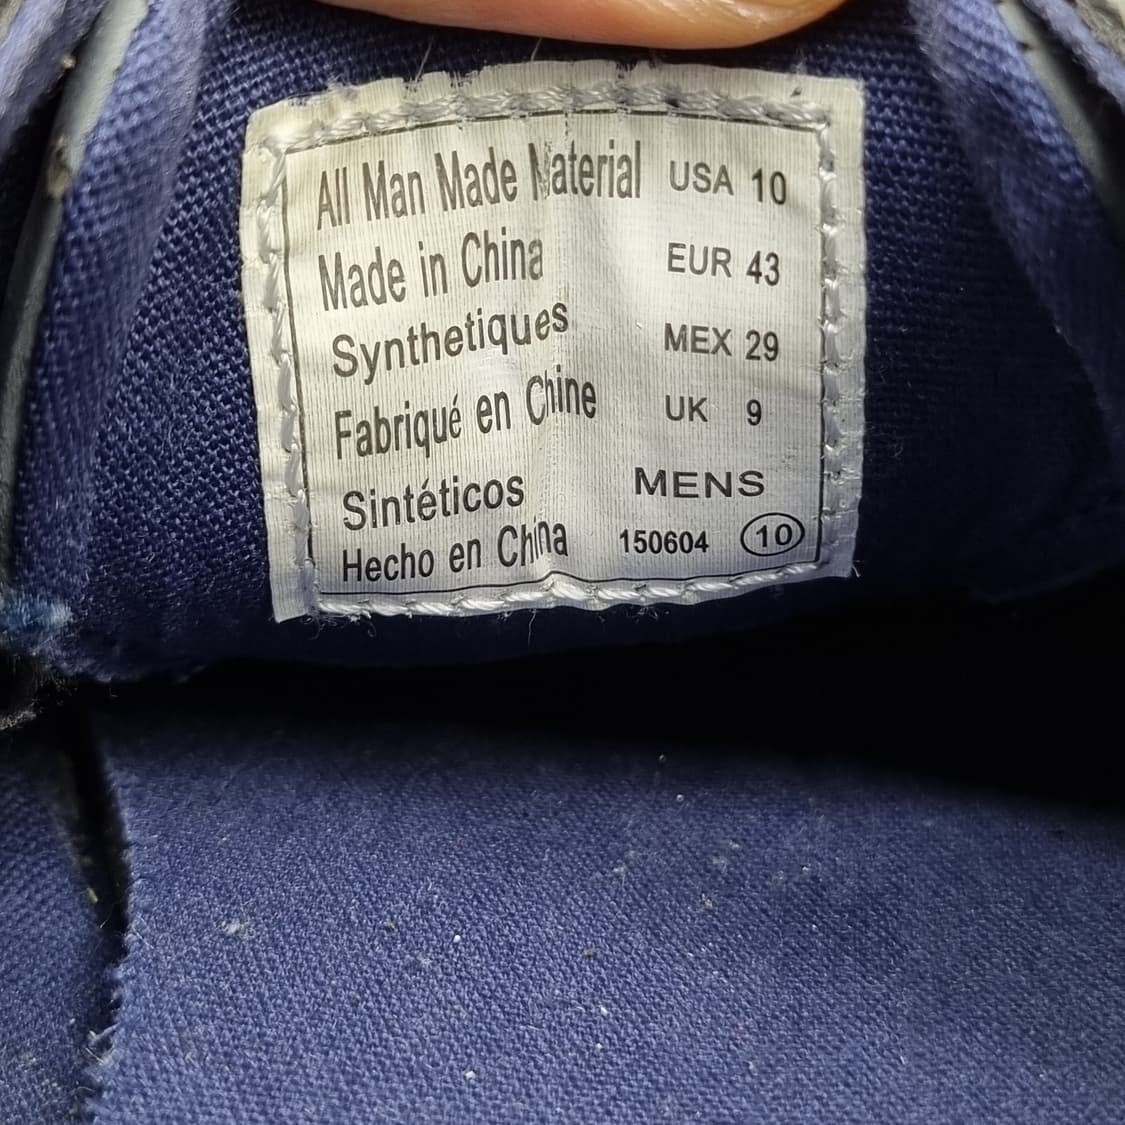 All Man Made Material
Made in China
Synthetiques
Fabriqué en Chine
Sintéticos
Hecho en China
USA 10
EUR 43
MEX 29
UK 9
MENS
150604 10